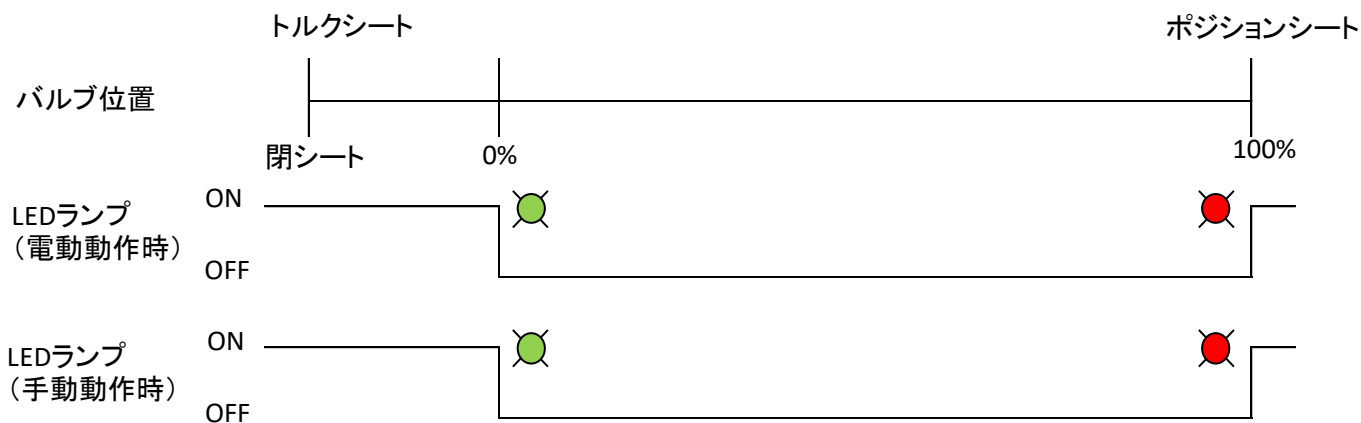 トルクシート
ポジションシート
バルブ位置
閉シート
0%
100%
LEDランプ
（電動動作時）
ON
OFF
LEDランプ
（手動動作時）
ON
OFF